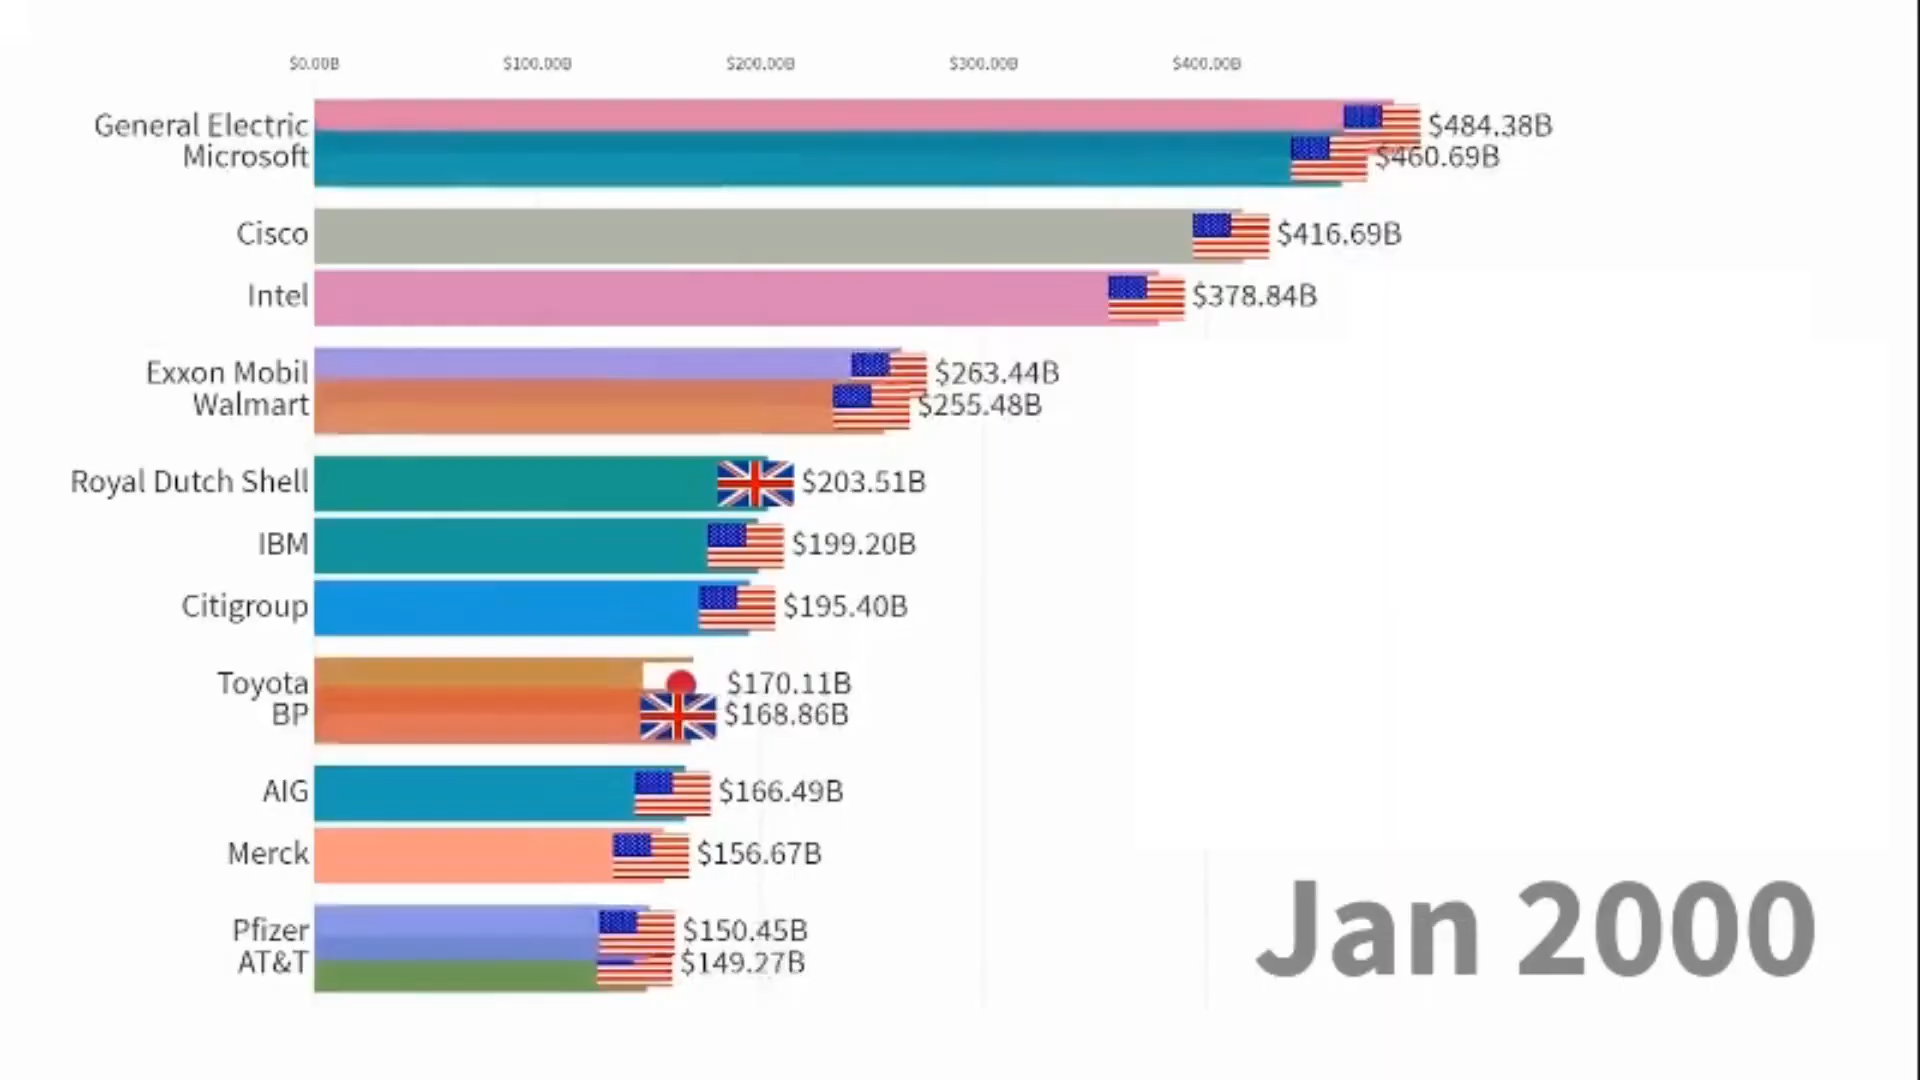 $0.00B $100.00B $200.00B $300.00B $400.00B
General Electric $484.38B
Microsoft $460.69B
Cisco $416.69B
Intel $378.84B
Exxon Mobil $263.44B
Walmart $255.48B
Royal Dutch Shell $203.51B
IBM $199.20B
Citigroup $195.40B
Toyota $170.11B
BP $168.86B
AIG $166.49B
Merck $156.67B
Pfizer $150.45B
AT&T $149.27B
Jan 2000